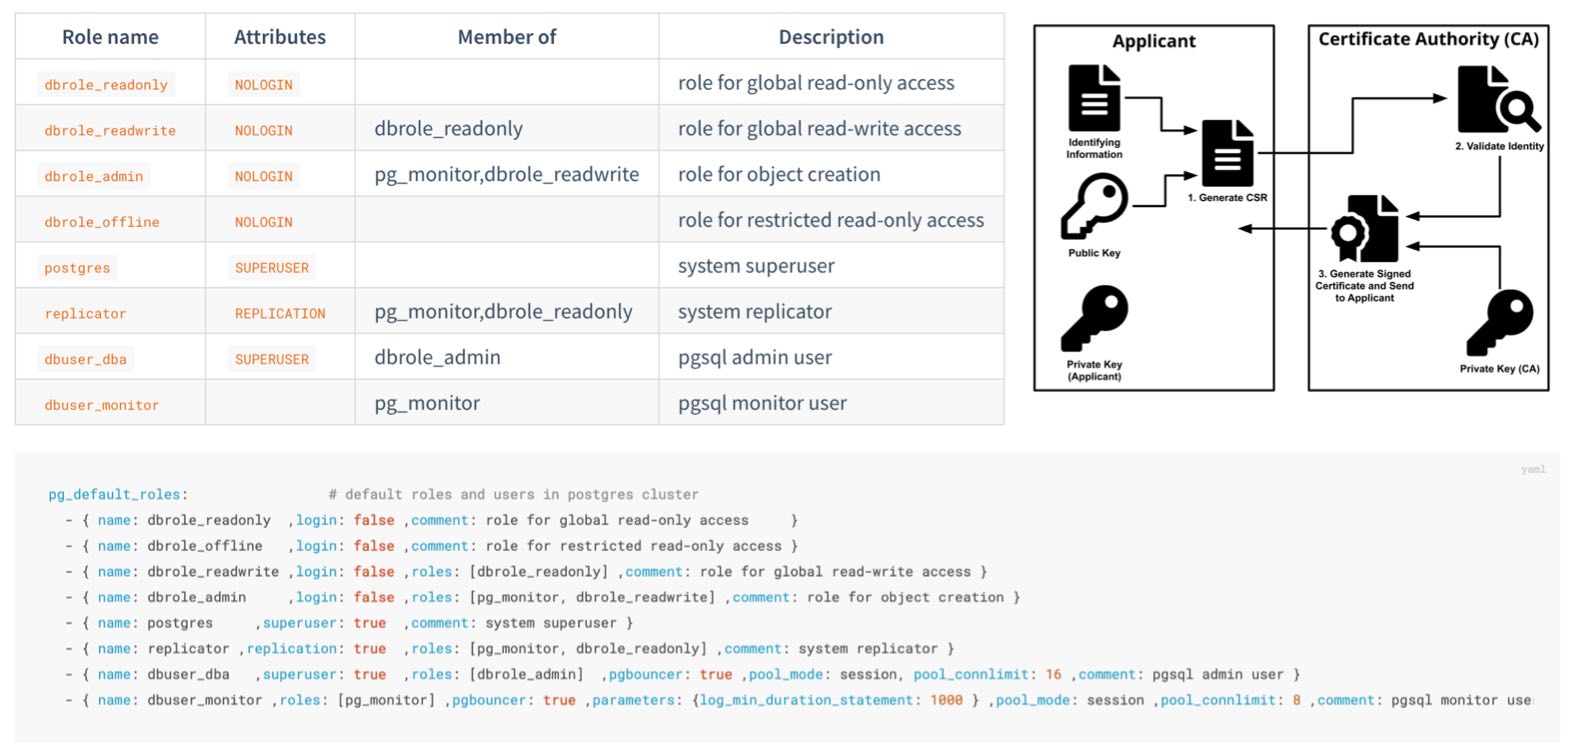 Role name Attributes Member of Description
dbrole_readonly NOLOGIN role for global read-only access
dbrole_readwrite NOLOGIN dbrole_readonly role for global read-write access
dbrole_admin NOLOGIN pg_monitor,dbrole_readwrite role for object creation
dbrole_offline NOLOGIN role for restricted read-only access
postgres SUPERUSER system superuser
replicator REPLICATION pg_monitor,dbrole_readonly system replicator
dbuser_dba SUPERUSER dbrole_admin pgsql admin user
dbuser_monitor pg_monitor pgsql monitor user
Applicant
Identifying
Information
1. Generate CSR
Public Key
Private Key
(Applicant)
Certificate Authority (CA)
2. Validate Identity
3. Generate Signed
Certificate and Send
to Applicant
Private Key (CA)
yaml
pg_default_roles: # default roles and users in postgres cluster
- { name: dbrole_readonly ,login: false ,comment: role for global read-only access }
- { name: dbrole_offline ,login: false ,comment: role for restricted read-only access }
- { name: dbrole_readwrite ,login: false ,roles: [dbrole_readonly] ,comment: role for global read-write access }
- { name: dbrole_admin ,login: false ,roles: [pg_monitor, dbrole_readwrite] ,comment: role for object creation }
- { name: postgres ,superuser: true ,comment: system superuser }
- { name: replicator ,replication: true ,roles: [pg_monitor, dbrole_readonly] ,comment: system replicator }
- { name: dbuser_dba ,superuser: true ,roles: [dbrole_admin] ,pgbouncer: true ,pool_mode: session, pool_connlimit: 16 ,comment: pgsql admin user }
- { name: dbuser_monitor ,roles: [pg_monitor] ,pgbouncer: true ,parameters: {log_min_duration_statement: 1000 } ,pool_mode: session ,pool_connlimit: 8 ,comment: pgsql monitor use